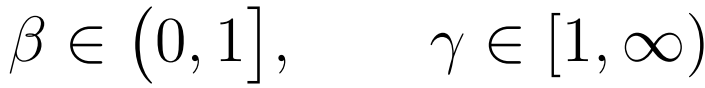 β ∈ (0, 1], γ ∈ [1, ∞)